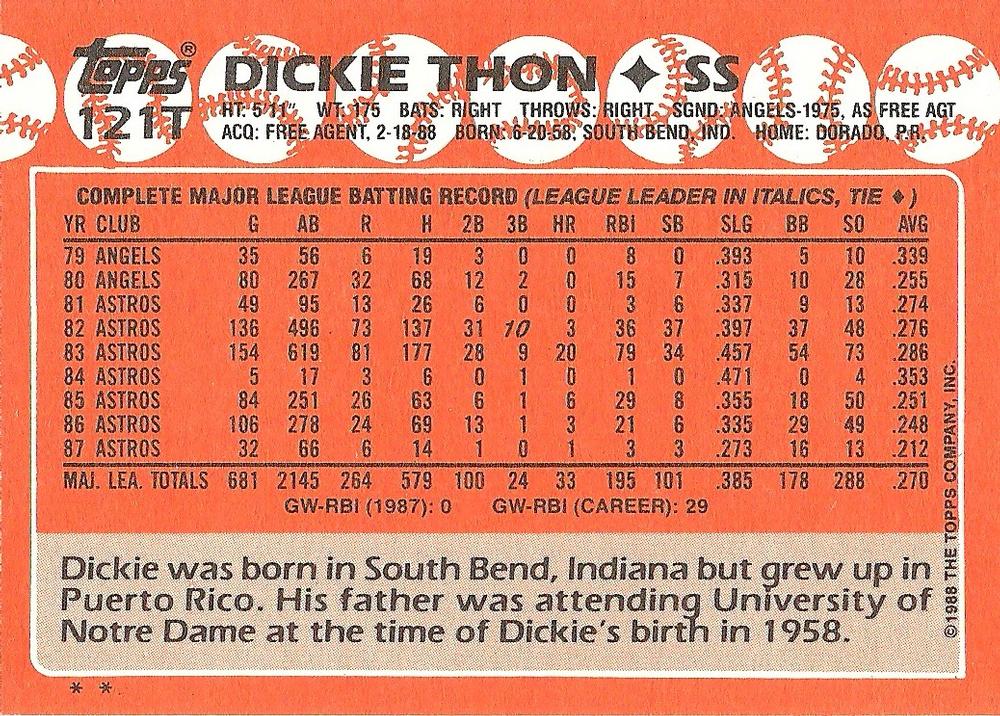 Topps® DICKIE THON ✦ SS
121T HT: 5'11" WT: 175 BATS: RIGHT THROWS: RIGHT SGND: ANGELS-1975, AS FREE AGT
ACQ: FREE AGENT, 2-18-88 BORN: 6-20-58, SOUTH BEND, IND. HOME: DORADO, P.R.
COMPLETE MAJOR LEAGUE BATTING RECORD (LEAGUE LEADER IN ITALICS, TIE ♦)
YR CLUB G AB R H 2B 3B HR RBI SB SLG BB SO AVG
79 ANGELS 35 56 6 19 3 0 0 8 0 .393 5 10 .339
80 ANGELS 80 267 32 68 12 2 0 15 7 .315 10 28 .255
81 ASTROS 49 95 13 26 6 0 0 3 6 .337 9 13 .274
82 ASTROS 136 496 73 137 31 10 3 36 37 .397 37 48 .276
83 ASTROS 154 619 81 177 28 9 20 79 34 .457 54 73 .286
84 ASTROS 5 17 3 6 0 1 0 1 0 .471 0 4 .353
85 ASTROS 84 251 26 63 6 1 6 29 8 .355 18 50 .251
86 ASTROS 106 278 24 69 13 1 3 21 6 .335 29 49 .248
87 ASTROS 32 66 6 14 1 0 1 3 3 .273 16 13 .212
MAJ. LEA. TOTALS 681 2145 264 579 100 24 33 195 101 .385 178 288 .270
GW-RBI (1987): 0 GW-RBI (CAREER): 29
Dickie was born in South Bend, Indiana but grew up in
Puerto Rico. His father was attending University of
Notre Dame at the time of Dickie's birth in 1958.
©1988 THE TOPPS COMPANY, INC.
* *